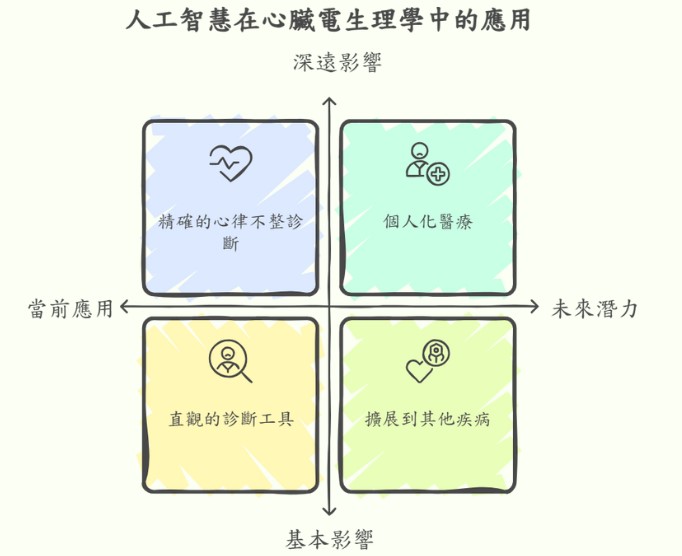 人工智慧在心臟電生理學中的應用
深遠影響
精確的心律不整診
斷
個人化醫療
當前應用
未來潛力
直觀的診斷工具
擴展到其他疾病
基本影響